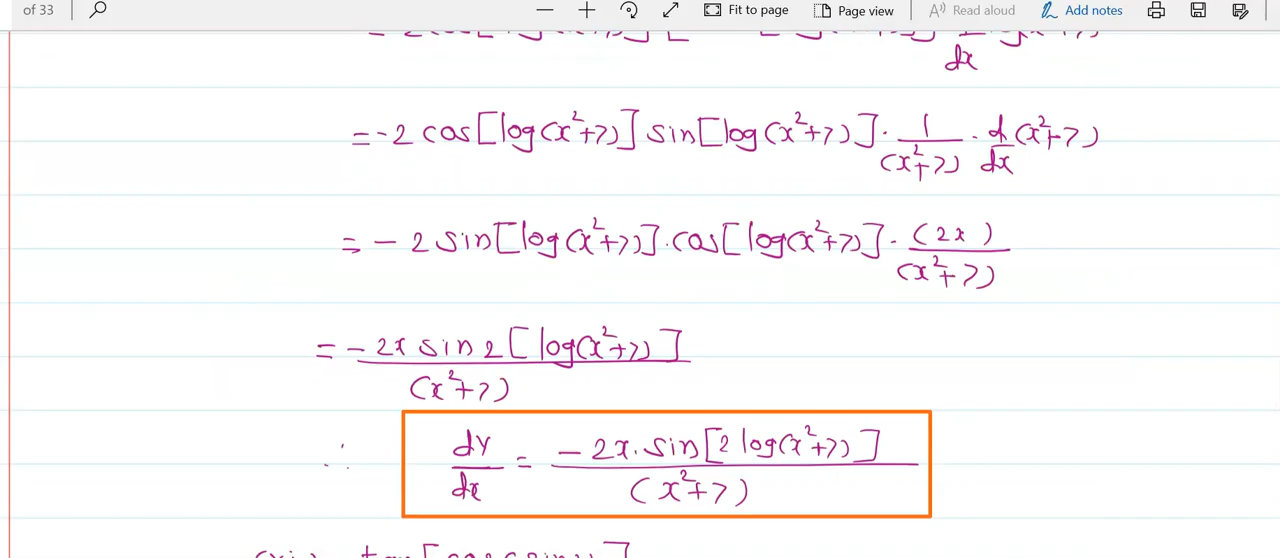 of 33 Fit to page Page view Read aloud Add notes
dx
= -2 cos[log(x²+7)] sin[log(x²+7)] · 1/(x²+7) · d/dx (x²+7)
= - 2 sin[log(x²+7)] · cos[log(x²+7)] · (2x)/(x²+7)
= - 2x sin 2 [log(x²+7)] / (x²+7)
∴ dy/dx = - 2x · sin[2 log(x²+7)] / (x²+7)